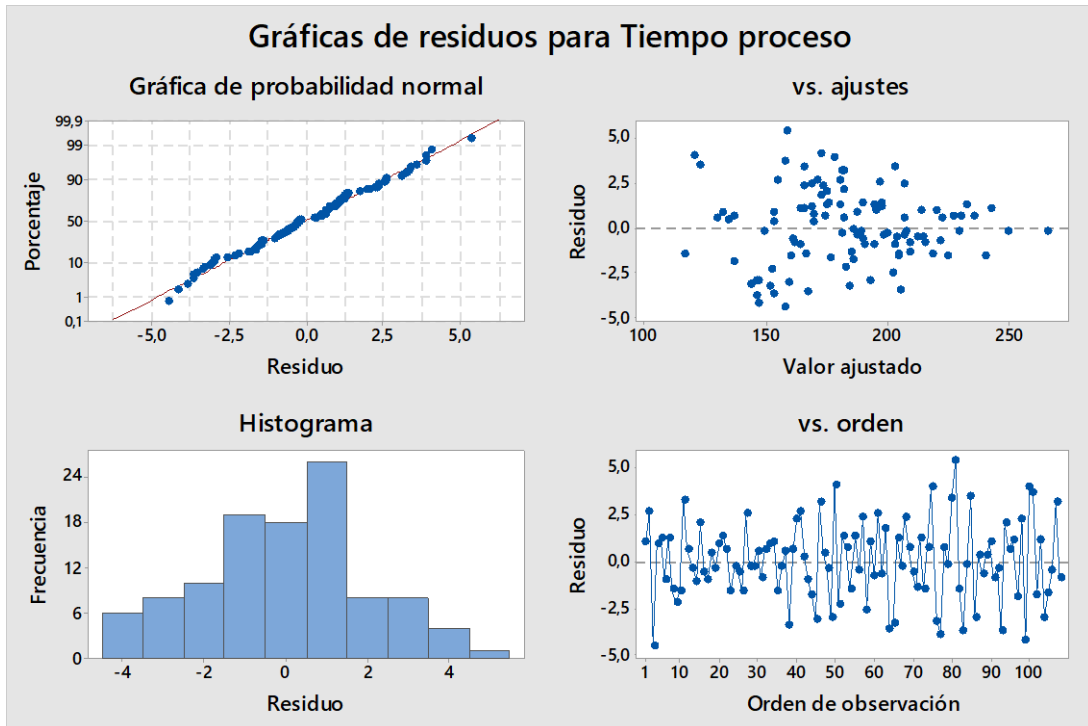 Gráficas de residuos para Tiempo proceso
Gráfica de probabilidad normal
99,9
99
90
50
10
1
0,1
Porcentaje
-5,0 -2,5 0,0 2,5 5,0
Residuo
vs. ajustes
5,0
2,5
0,0
-2,5
-5,0
Residuo
100 150 200 250
Valor ajustado
Histograma
24
18
12
6
0
Frecuencia
-4 -2 0 2 4
Residuo
vs. orden
5,0
2,5
0,0
-2,5
-5,0
Residuo
1 10 20 30 40 50 60 70 80 90 100
Orden de observación